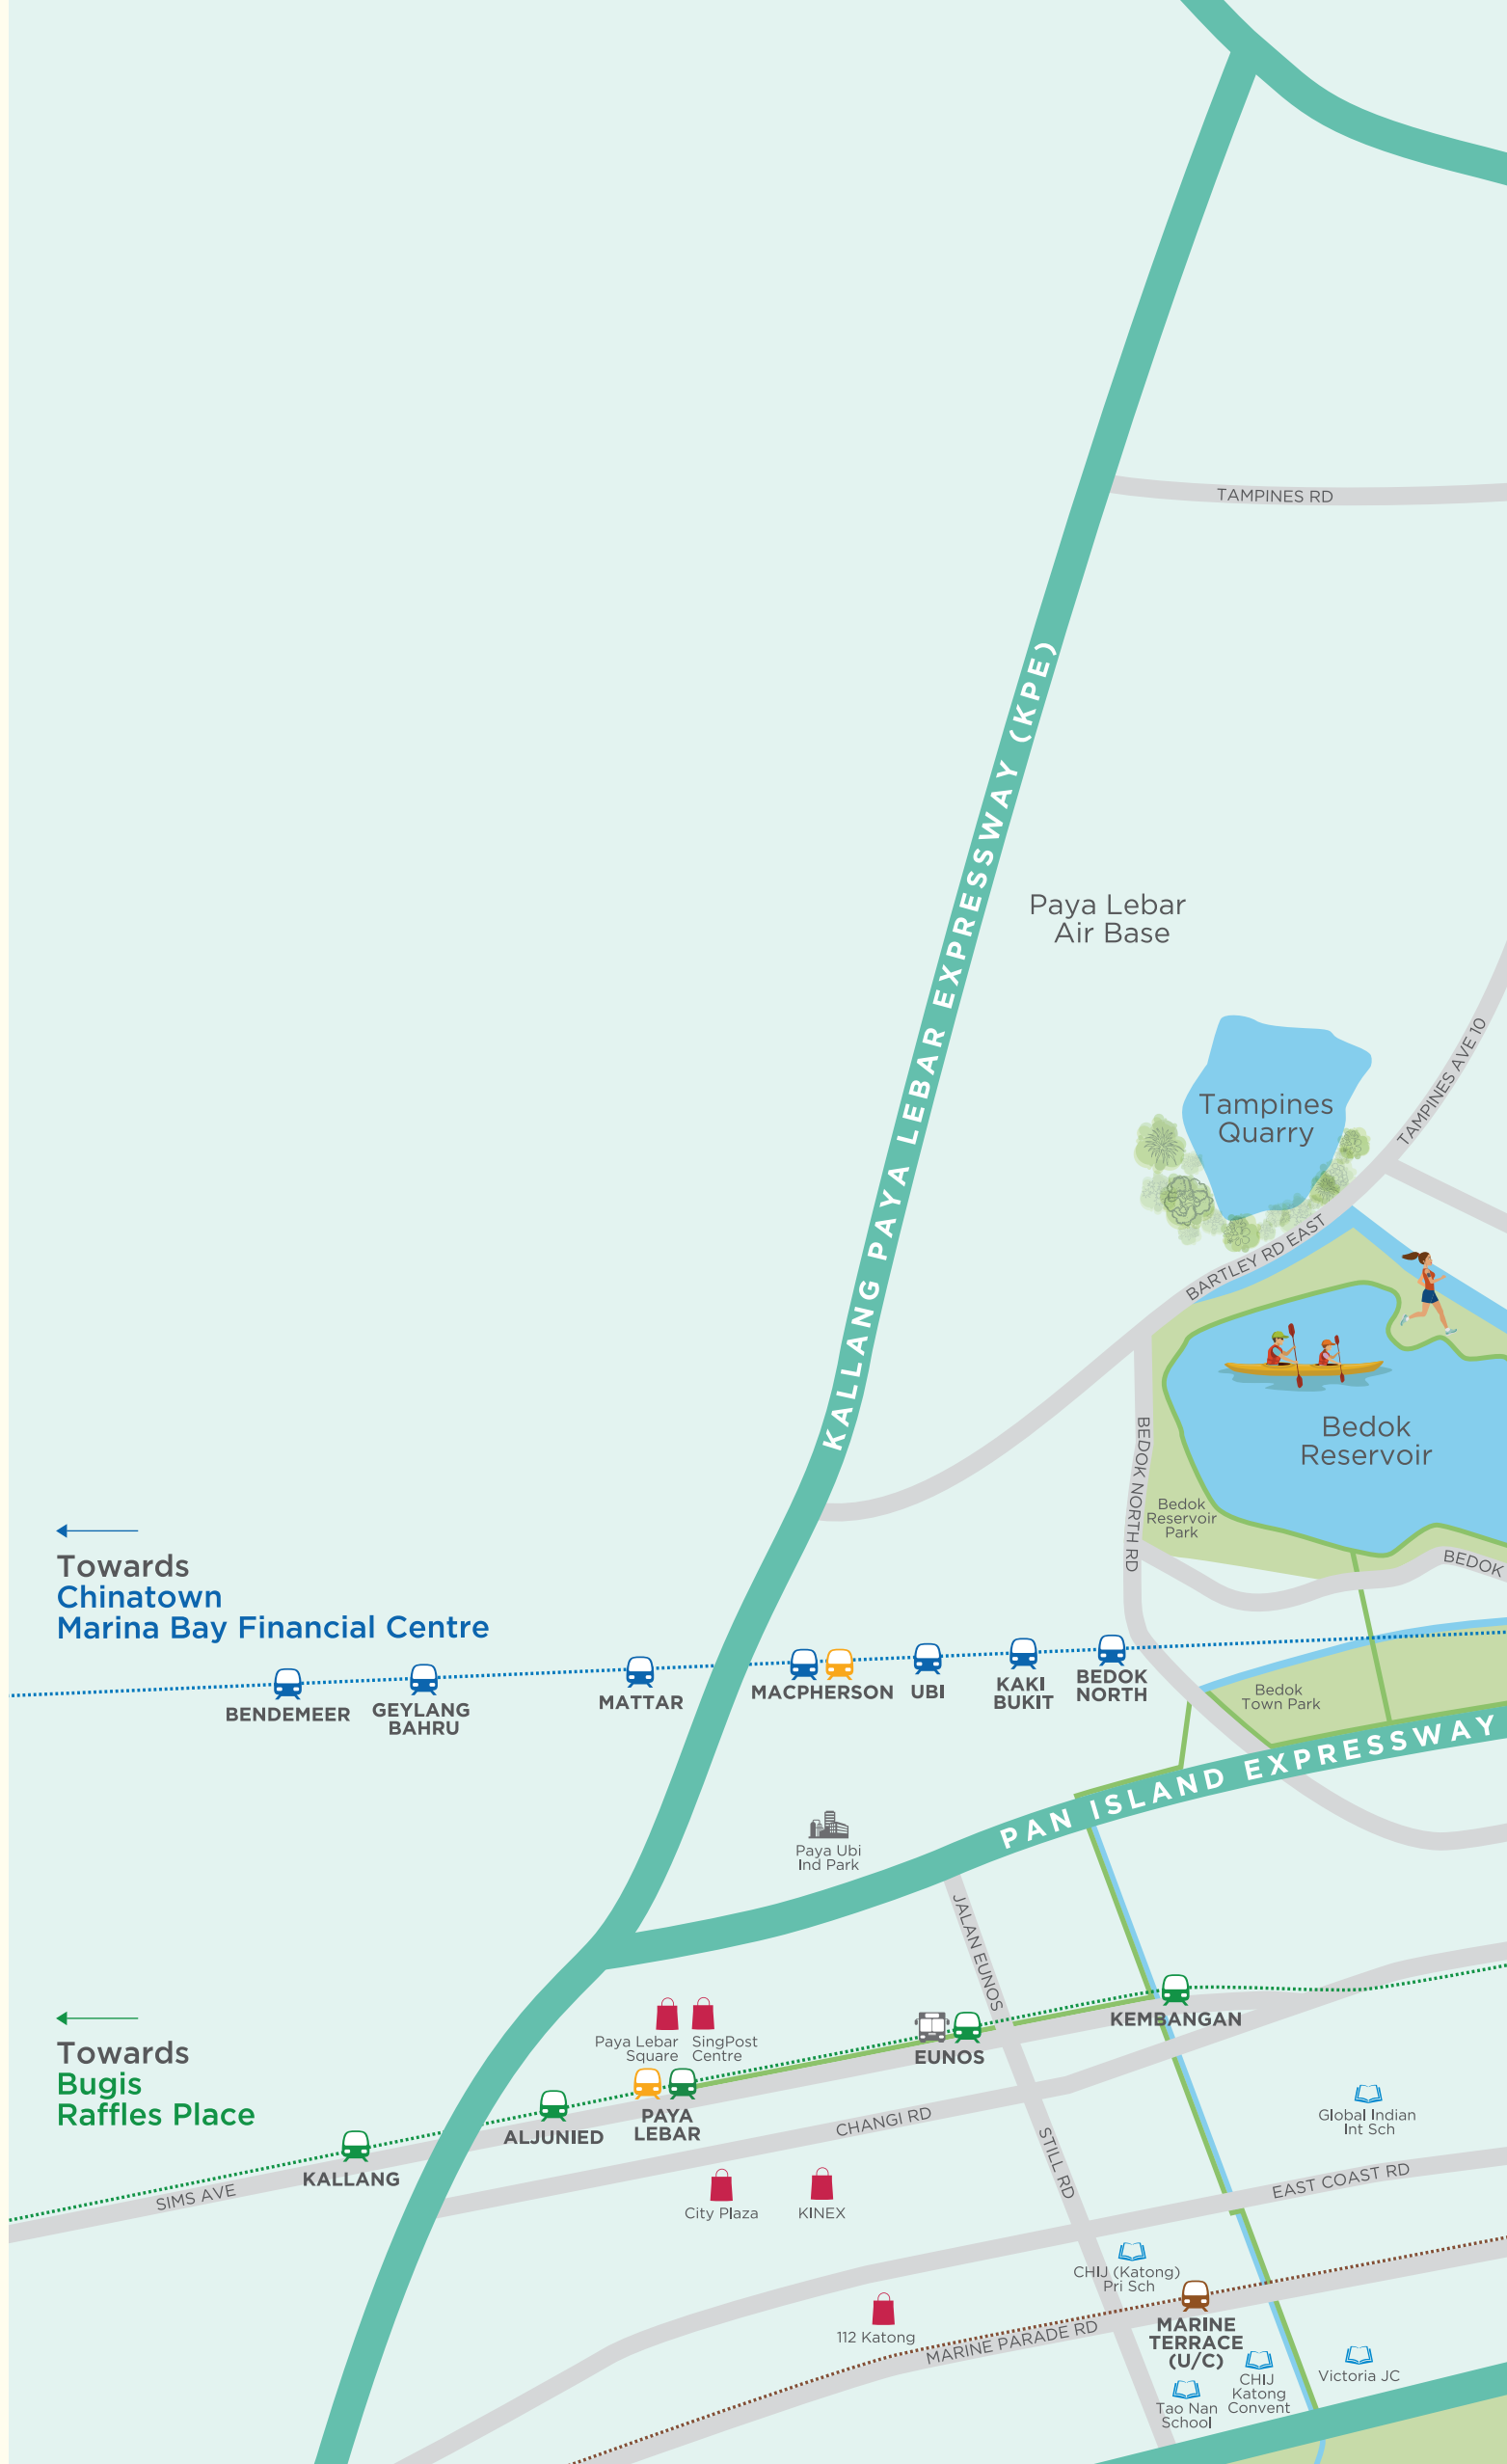 TAMPINES RD
KALLANG PAYA LEBAR EXPRESSWAY (KPE)
Paya Lebar
Air Base
TAMPINES AVE 10
Tampines
Quarry
BARTLEY RD EAST
Bedok
Reservoir
BEDOK NORTH RD
Bedok
Reservoir
Park
BEDOK
Towards
Chinatown
Marina Bay Financial Centre
BENDEMEER
GEYLANG
BAHRU
MATTAR
MACPHERSON
UBI
KAKI
BUKIT
BEDOK
NORTH
Bedok
Town Park
PAN ISLAND EXPRESSWAY
Paya Ubi
Ind Park
JALAN EUNOS
Towards
Bugis
Raffles Place
Paya Lebar
Square
SingPost
Centre
EUNOS
KEMBANGAN
PAYA
LEBAR
ALJUNIED
KALLANG
SIMS AVE
CHANGI RD
STILL RD
Global Indian
Int Sch
EAST COAST RD
City Plaza
KINEX
CHIJ (Katong)
Pri Sch
112 Katong
MARINE PARADE RD
MARINE
TERRACE
(U/C)
CHIJ
Katong
Convent
Victoria JC
Tao Nan
School